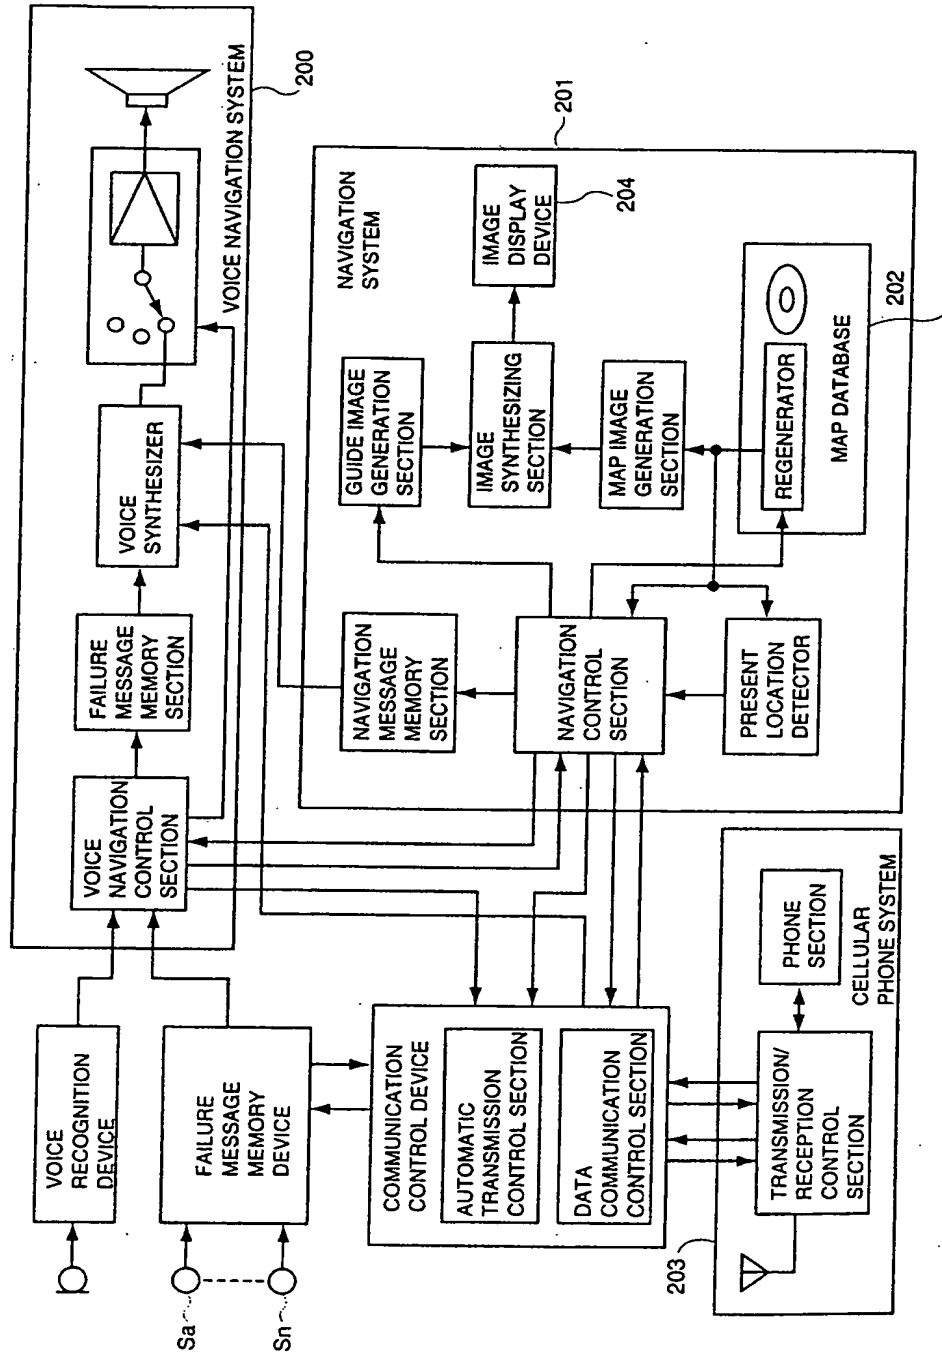 VOICE
RECOGNITION
DEVICE
Sa
Sn
FAILURE
MESSAGE
MEMORY
DEVICE
VOICE
NAVIGATION
CONTROL
SECTION
FAILURE
MESSAGE
MEMORY
SECTION
VOICE
SYNTHESIZER
VOICE NAVIGATION SYSTEM
200
COMMUNICATION
CONTROL DEVICE
AUTOMATIC
TRANSMISSION
CONTROL SECTION
DATA
COMMUNICATION
CONTROL SECTION
201
NAVIGATION
SYSTEM
NAVIGATION
MESSAGE
MEMORY
SECTION
GUIDE IMAGE
GENERATION
SECTION
NAVIGATION
CONTROL
SECTION
IMAGE
SYNTHESIZING
SECTION
IMAGE
DISPLAY
DEVICE
204
MAP IMAGE
GENERATION
SECTION
PRESENT
LOCATION
DETECTOR
REGENERATOR
MAP DATABASE
202
203
TRANSMISSION/
RECEPTION
CONTROL
SECTION
PHONE
SECTION
CELLULAR
PHONE SYSTEM